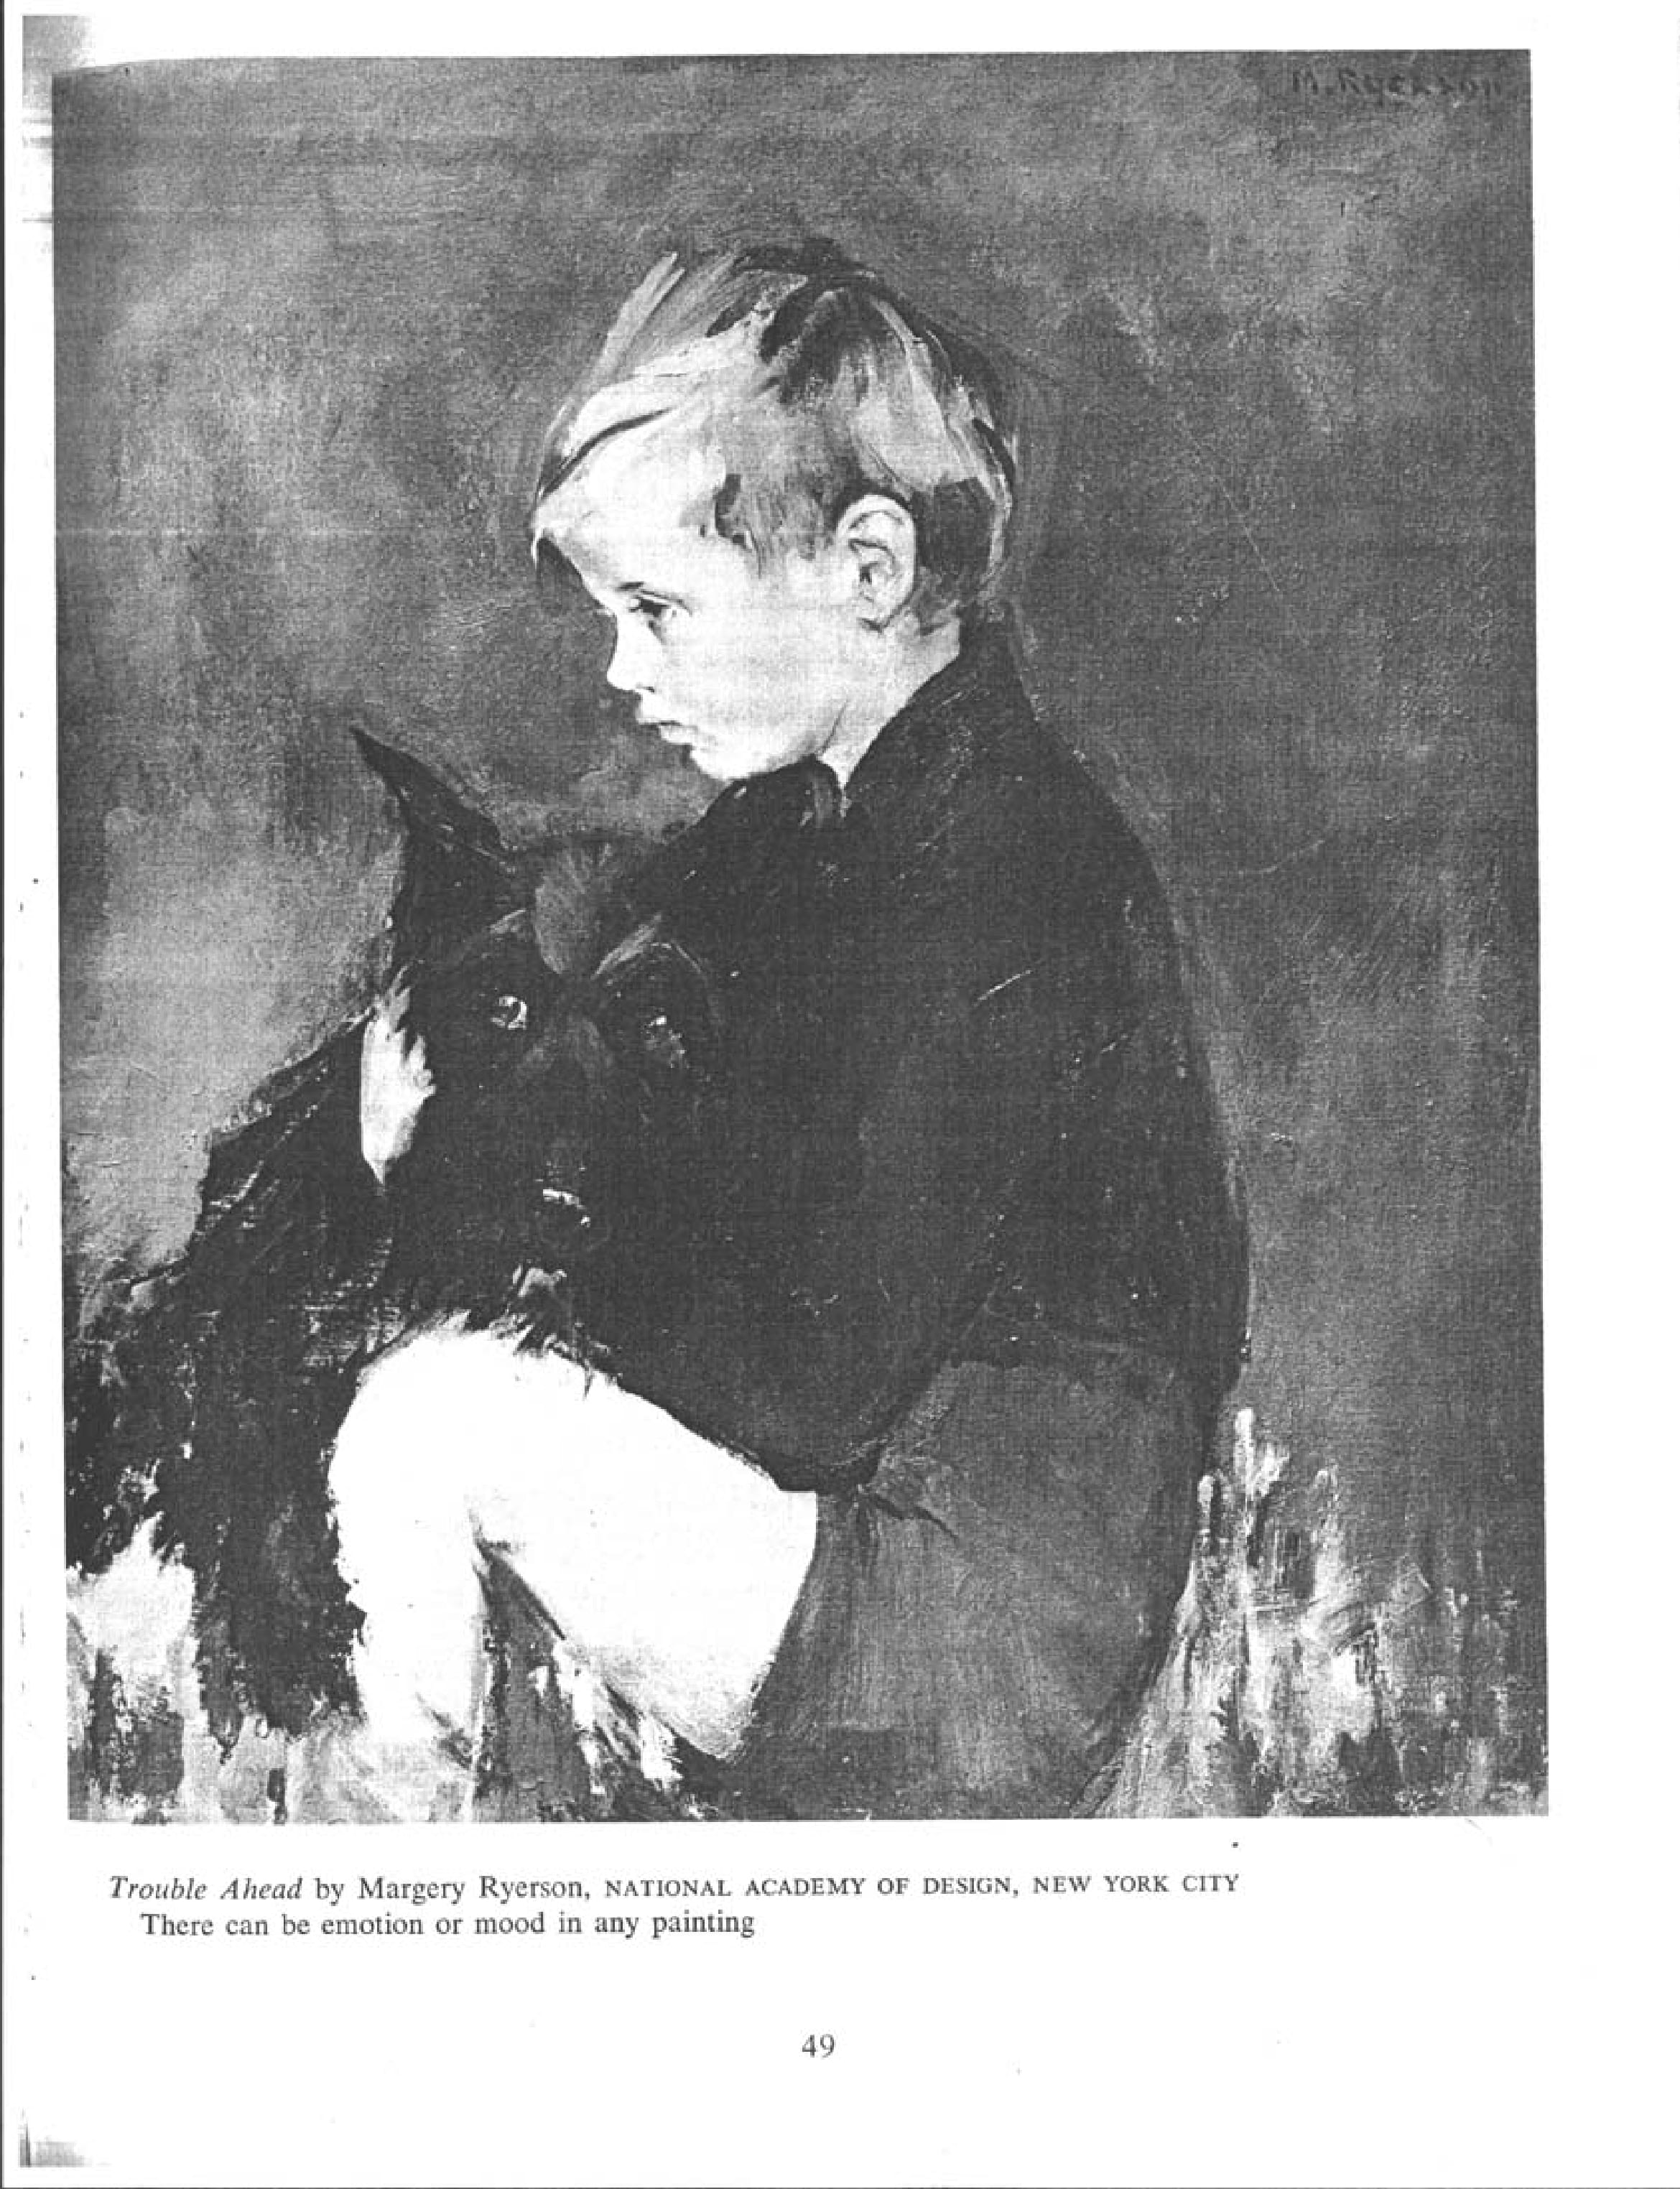 M. Ryerson
Trouble Ahead by Margery Ryerson, NATIONAL ACADEMY OF DESIGN, NEW YORK CITY
There can be emotion or mood in any painting
49